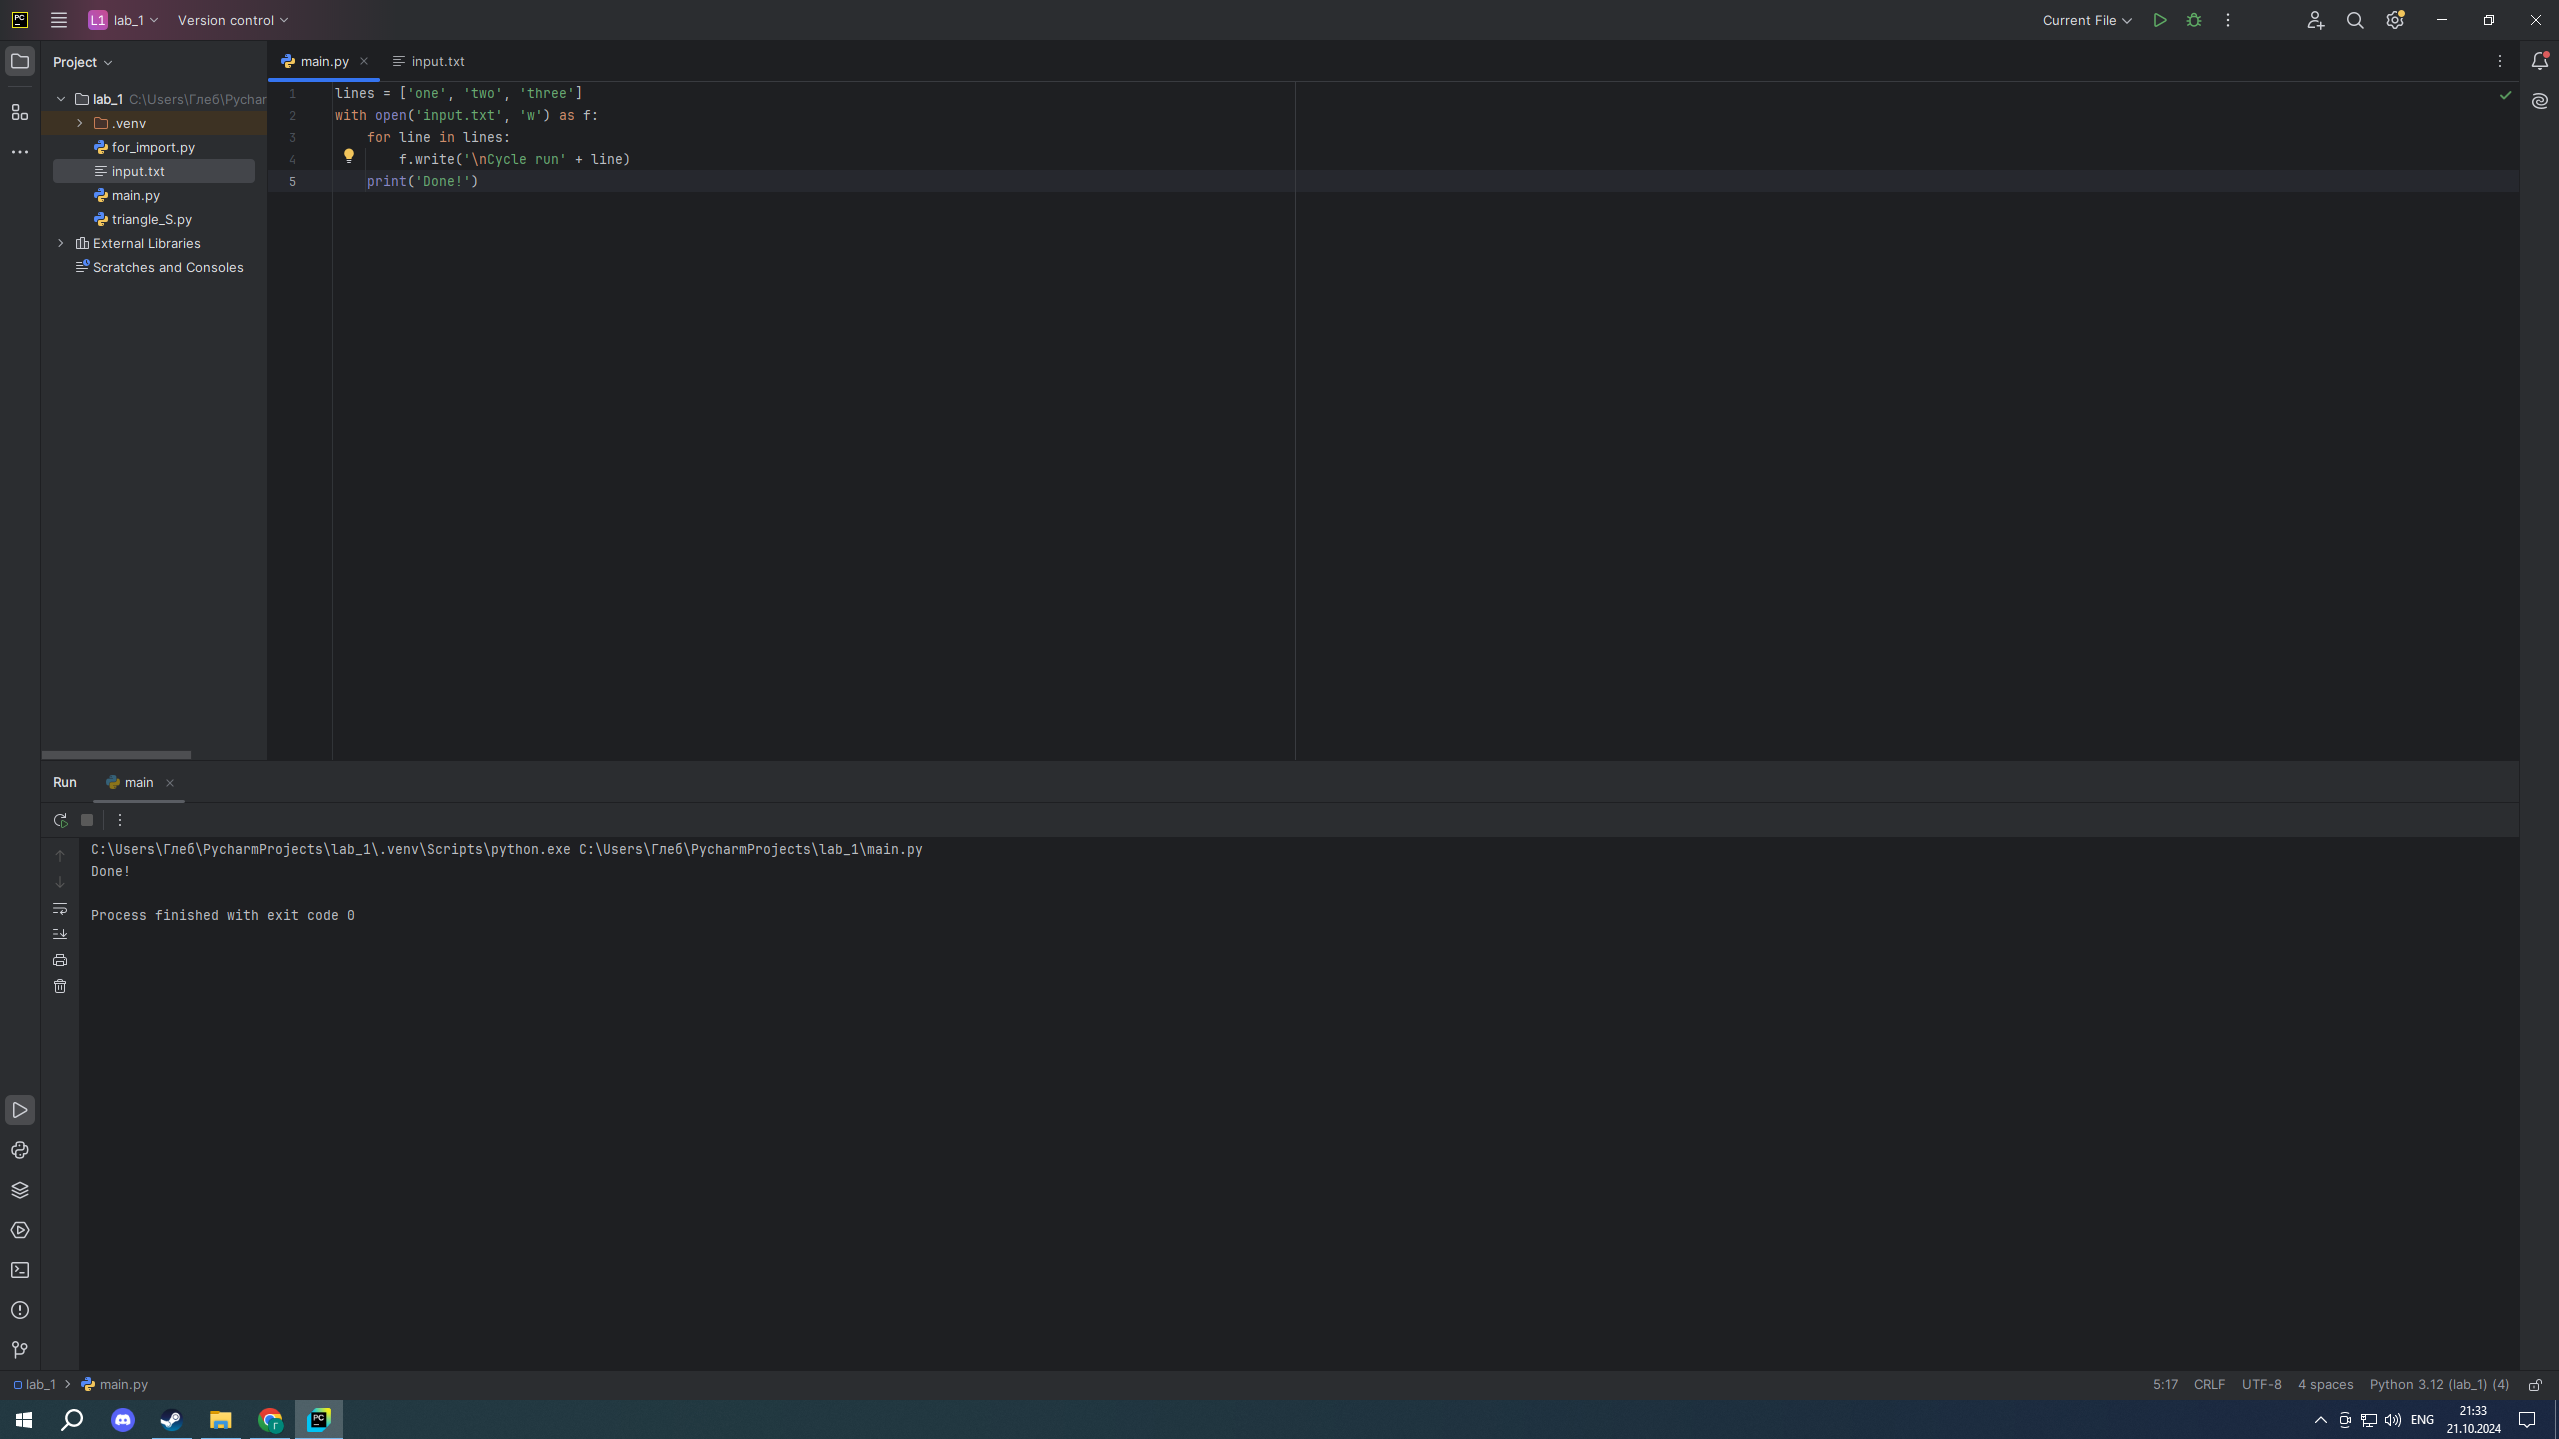 PC
L1 lab_1 Version control Current File
Project
main.py input.txt
lab_1 C:\Users\Глеб\Pychar
.venv
for_import.py
input.txt
main.py
triangle_S.py
External Libraries
Scratches and Consoles
1 lines = ['one', 'two', 'three']
2 with open('input.txt', 'w') as f:
3     for line in lines:
4         f.write('\nCycle run' + line)
5     print('Done!')
Run main
C:\Users\Глеб\PycharmProjects\lab_1\.venv\Scripts\python.exe C:\Users\Глеб\PycharmProjects\lab_1\main.py
Done!
Process finished with exit code 0
lab_1 main.py 5:17 CRLF UTF-8 4 spaces Python 3.12 (lab_1) (4)
Г PC ENG 21:33
21.10.2024